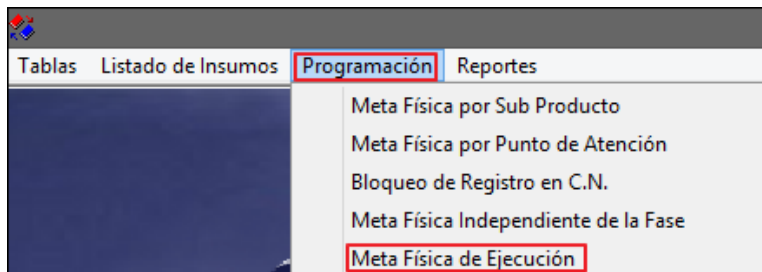 Tablas Listado de Insumos Programación Reportes
Meta Física por Sub Producto
Meta Física por Punto de Atención
Bloqueo de Registro en C.N.
Meta Física Independiente de la Fase
Meta Física de Ejecución